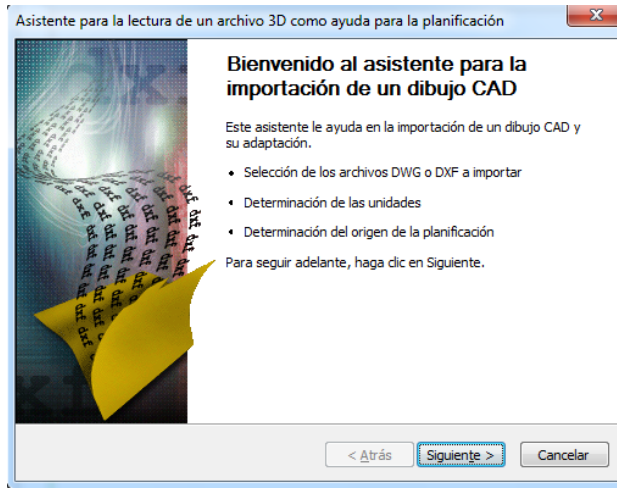 Asistente para la lectura de un archivo 3D como ayuda para la planificación
Bienvenido al asistente para la
importación de un dibujo CAD
Este asistente le ayuda en la importación de un dibujo CAD y
su adaptación.
• Selección de los archivos DWG o DXF a importar
• Determinación de las unidades
• Determinación del origen de la planificación
Para seguir adelante, haga clic en Siguiente.
< Atrás
Siguiente >
Cancelar